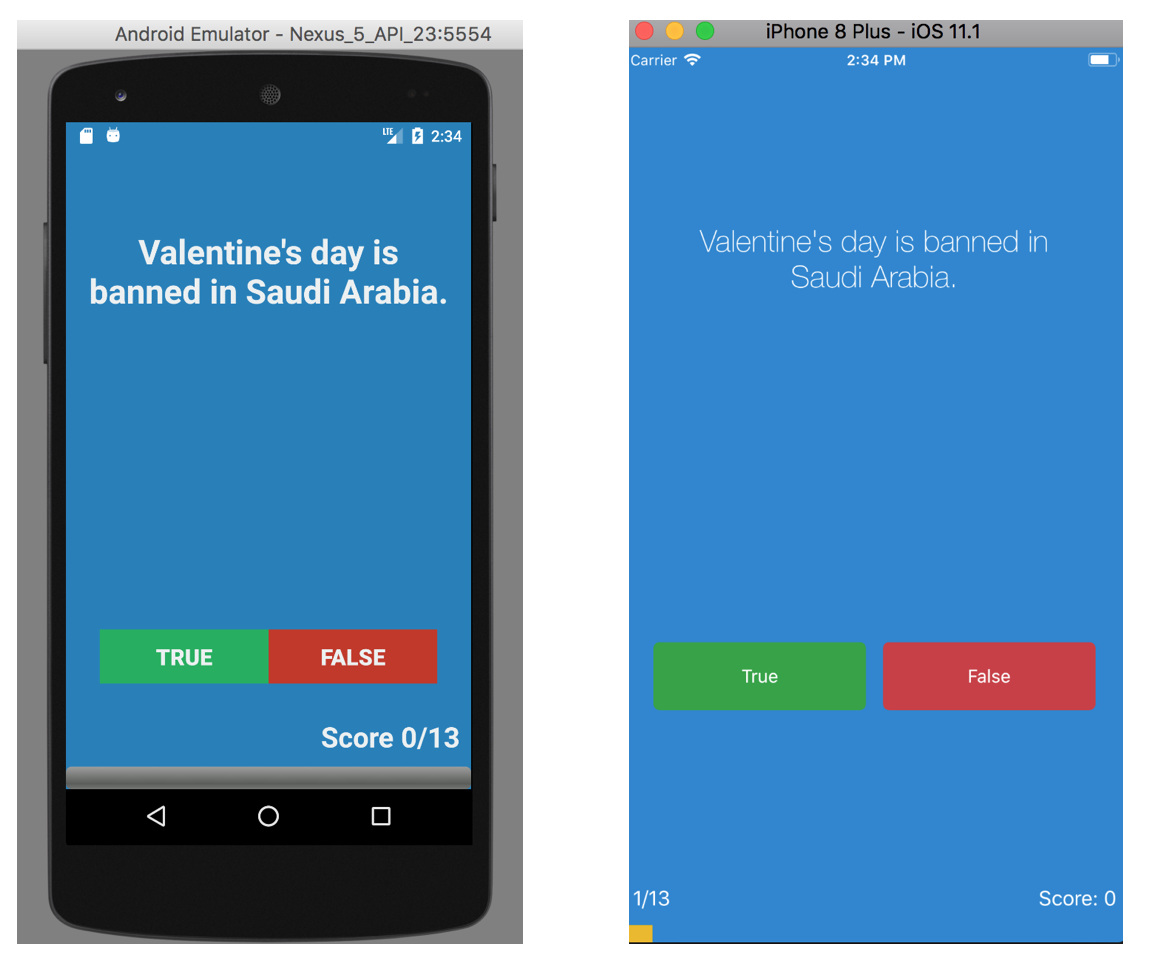 Android Emulator - Nexus_5_API_23:5554
LTE 2:34
Valentine's day is
banned in Saudi Arabia.
TRUE FALSE
Score 0/13
iPhone 8 Plus - iOS 11.1
Carrier 2:34 PM
Valentine's day is banned in
Saudi Arabia.
True False
1/13 Score: 0